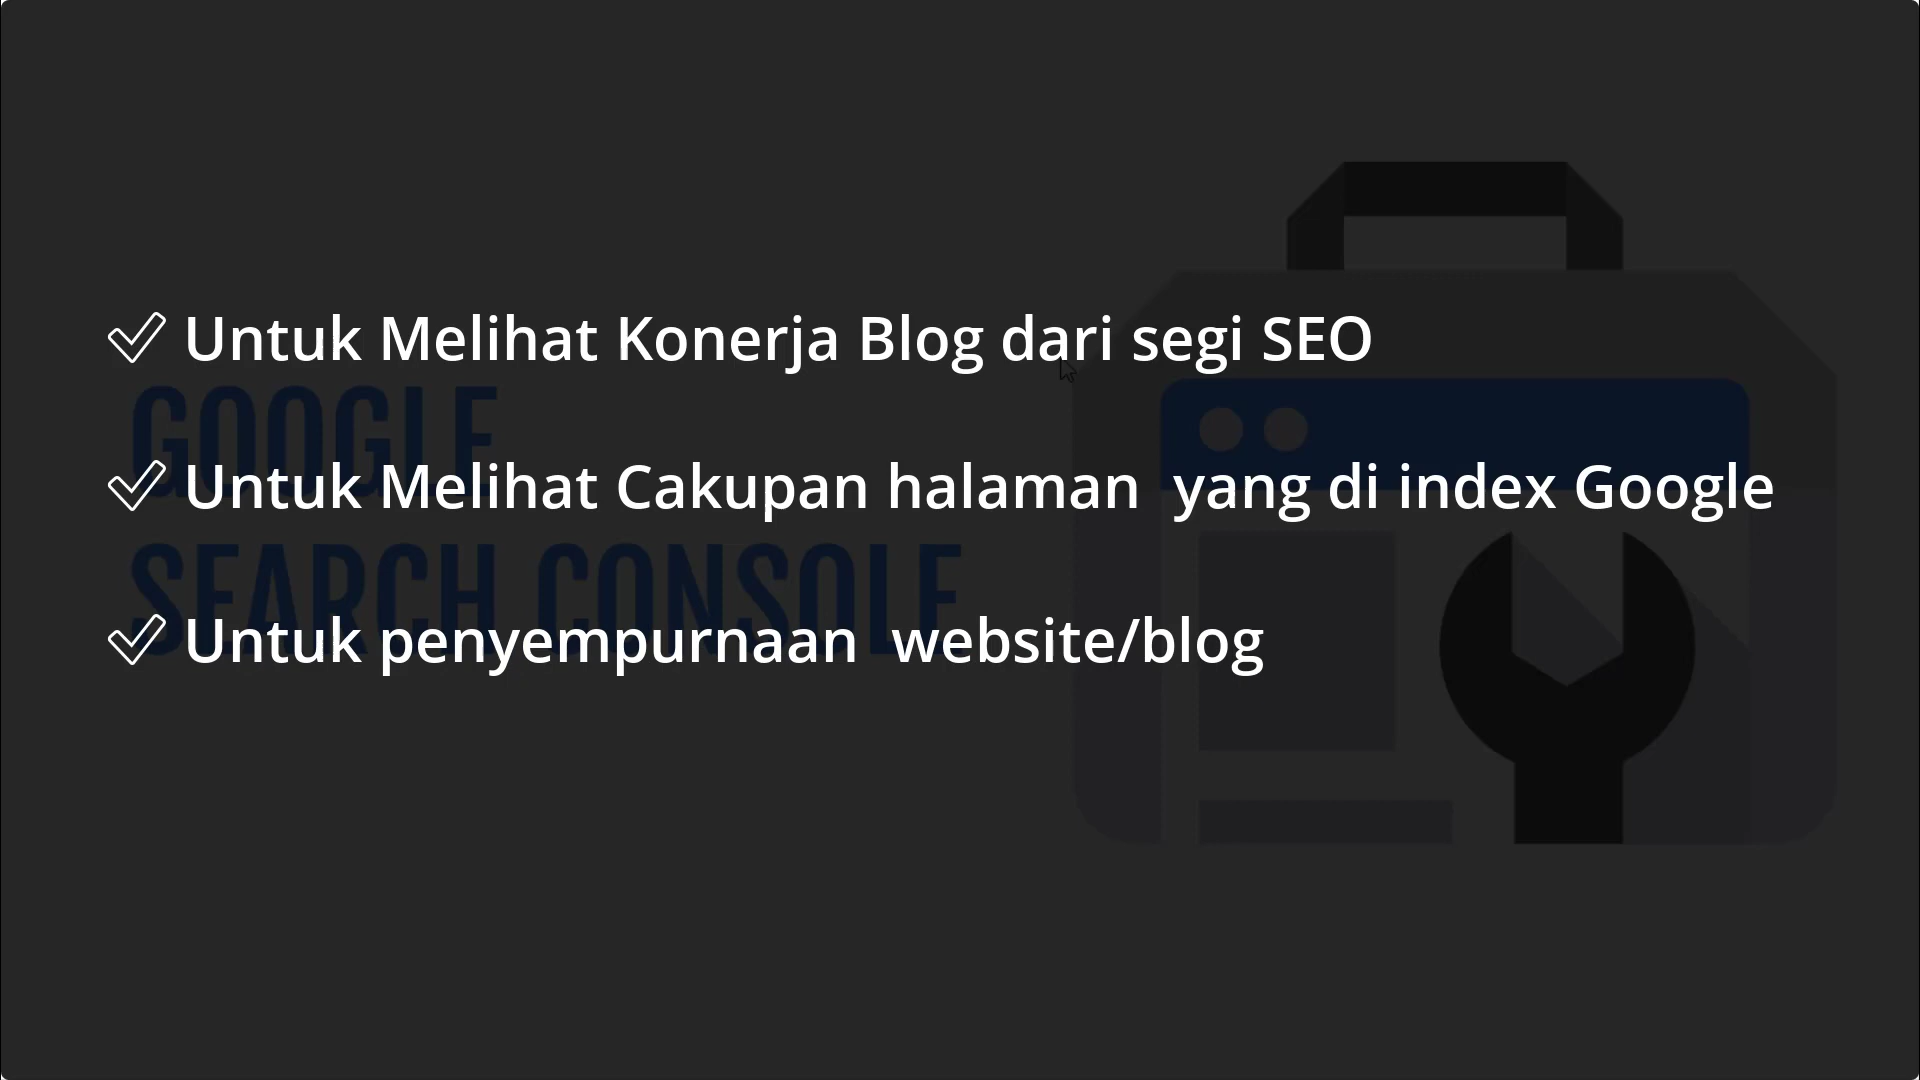 Untuk Melihat Konerja Blog dari segi SEO
GOOGLE
Untuk Melihat Cakupan halaman  yang di index Google
SEARCH CONSOLE
Untuk penyempurnaan  website/blog